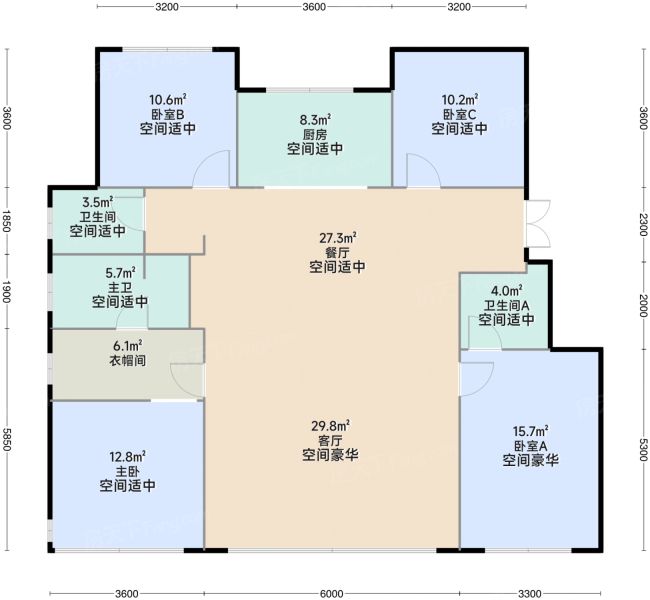 3200
3600
3200
3600
1850
1900
5850
3600
2300
2000
5300
10.6㎡
卧室B
空间适中
8.3㎡
厨房
空间适中
10.2㎡
卧室C
空间适中
3.5㎡
卫生间
空间适中
27.3㎡
餐厅
空间适中
5.7㎡
主卫
空间适中
4.0㎡
卫生间A
空间适中
6.1㎡
衣帽间
12.8㎡
主卧
空间适中
29.8㎡
客厅
空间豪华
15.7㎡
卧室A
空间豪华
3600
6000
3300